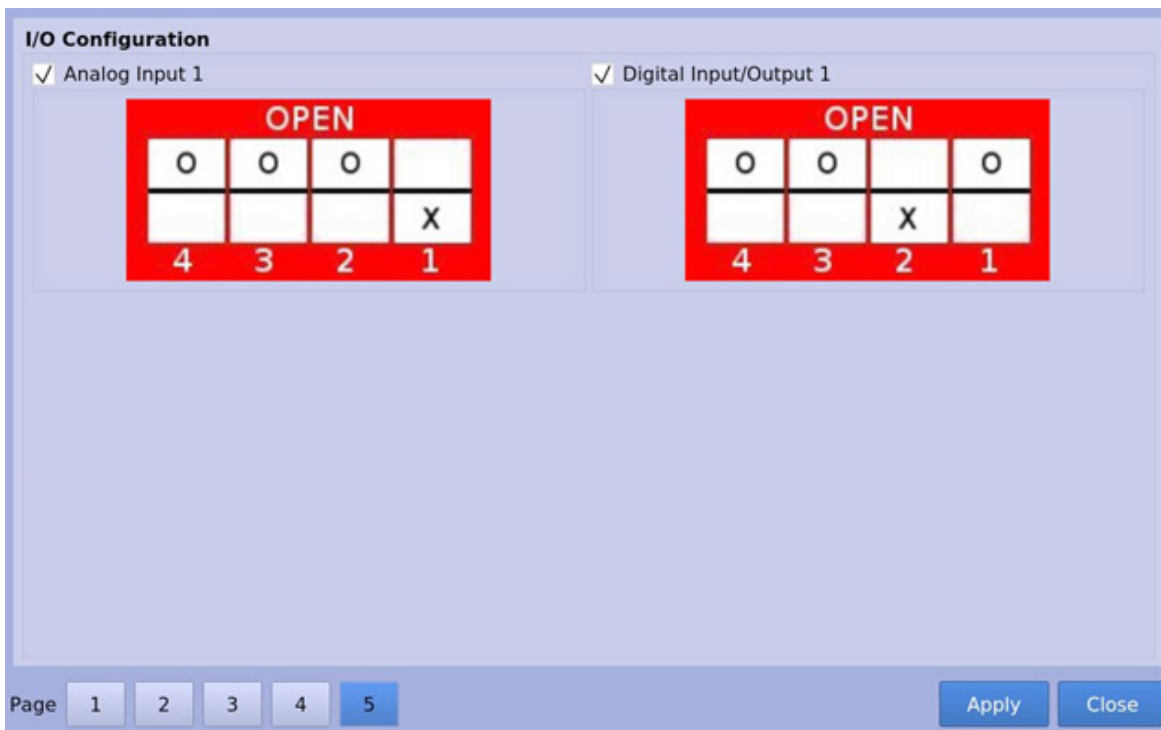 I/O Configuration
Analog Input 1
OPEN
O O O
X
4 3 2 1
Digital Input/Output 1
OPEN
O O O
X
4 3 2 1
Page 1 2 3 4 5 Apply Close